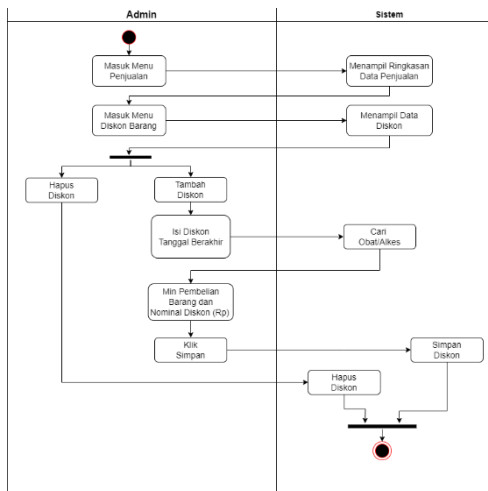 Admin
Sistem
Masuk Menu
Penjualan
Menampil Ringkasan
Data Penjualan
Masuk Menu
Diskon Barang
Menampil Data
Diskon
Hapus
Diskon
Tambah
Diskon
Isi Diskon
Tanggal Berakhir
Cari
Obat/Alkes
Min Pembelian
Barang dan
Nominal Diskon (Rp)
Klik
Simpan
Simpan
Diskon
Hapus
Diskon